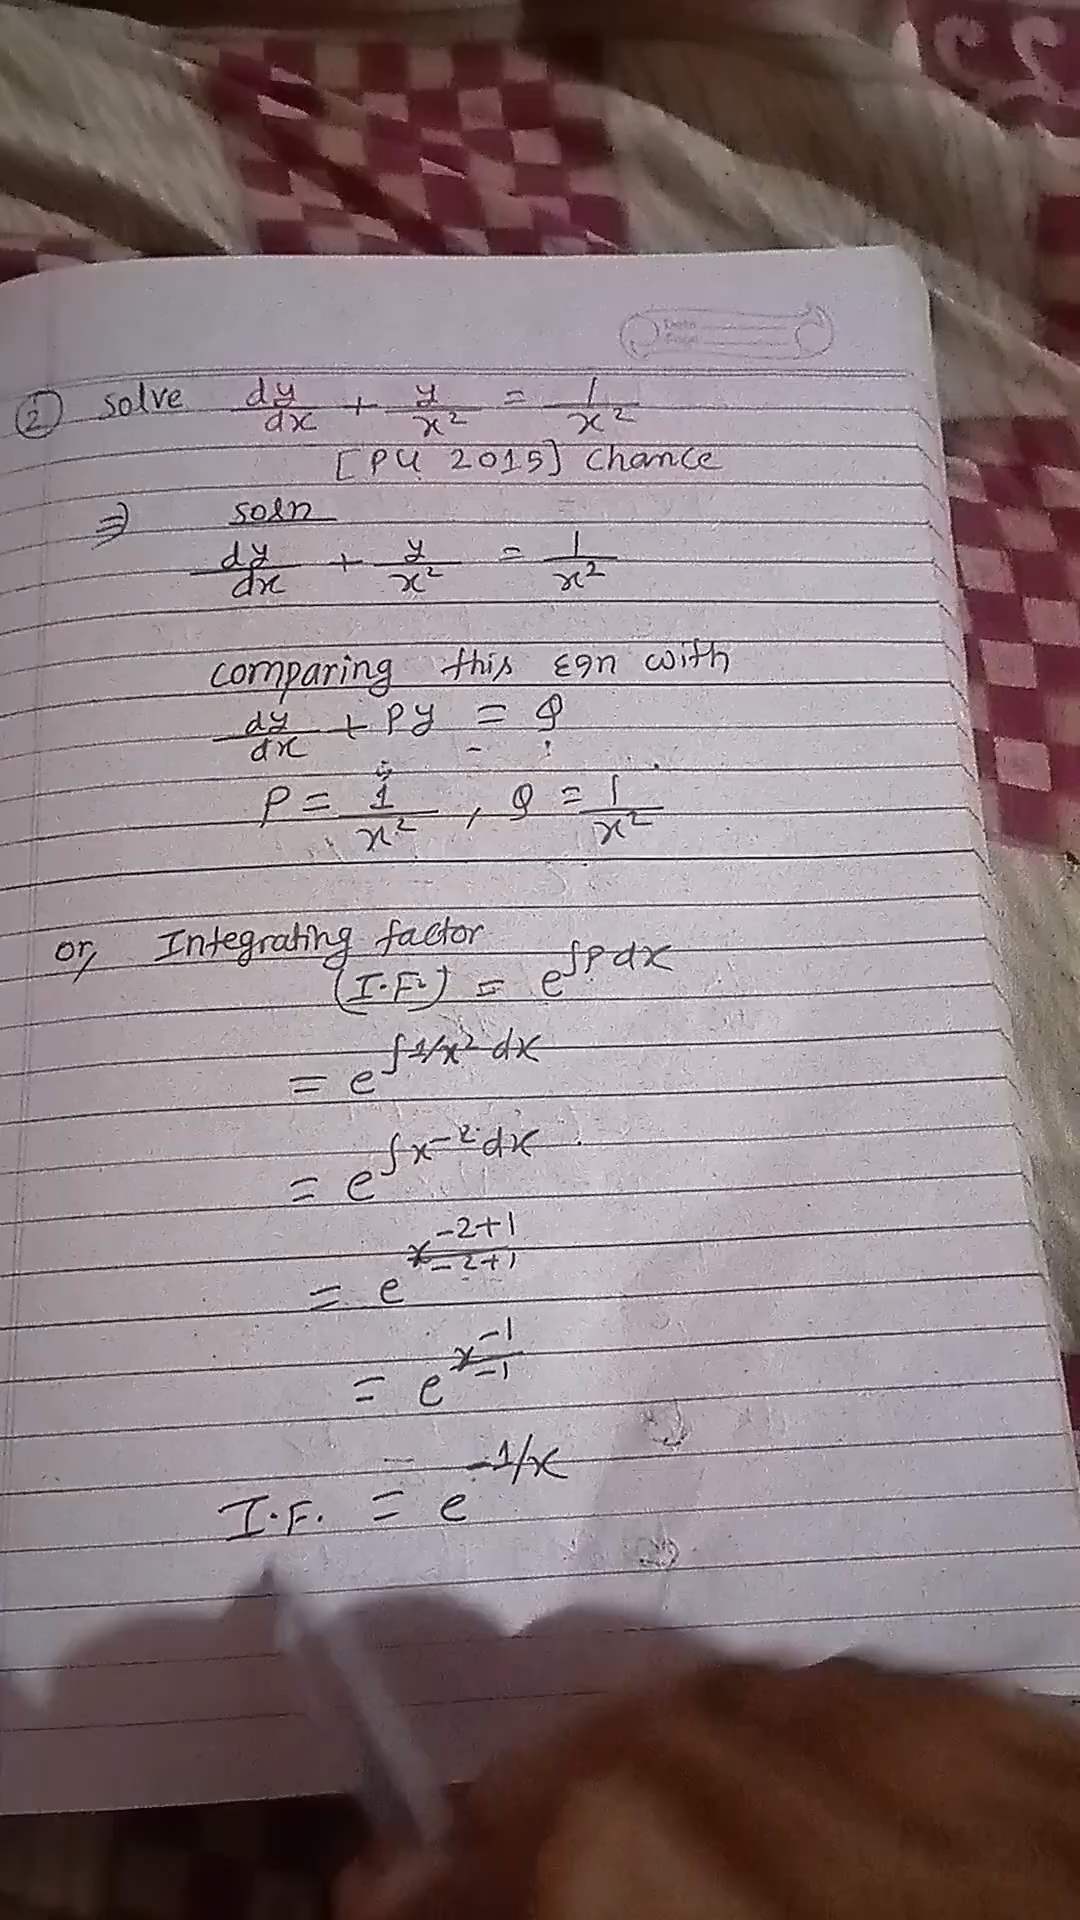 Date
Page
② solve dy/dx + y/x² = 1/x²
[PU 2015] chance
⇒ soln
dy/dx + y/x² = 1/x²
comparing this Eqn with
dy/dx + Py = Q
P = 1/x² , Q = 1/x²
or, Integrating factor
(I.F.) = e^∫Pdx
= e^∫1/x² dx
= e^∫x⁻² dx
= e^x^-2+1/-2+1
= e^x^-1/-1
I.F. = e^-1/x